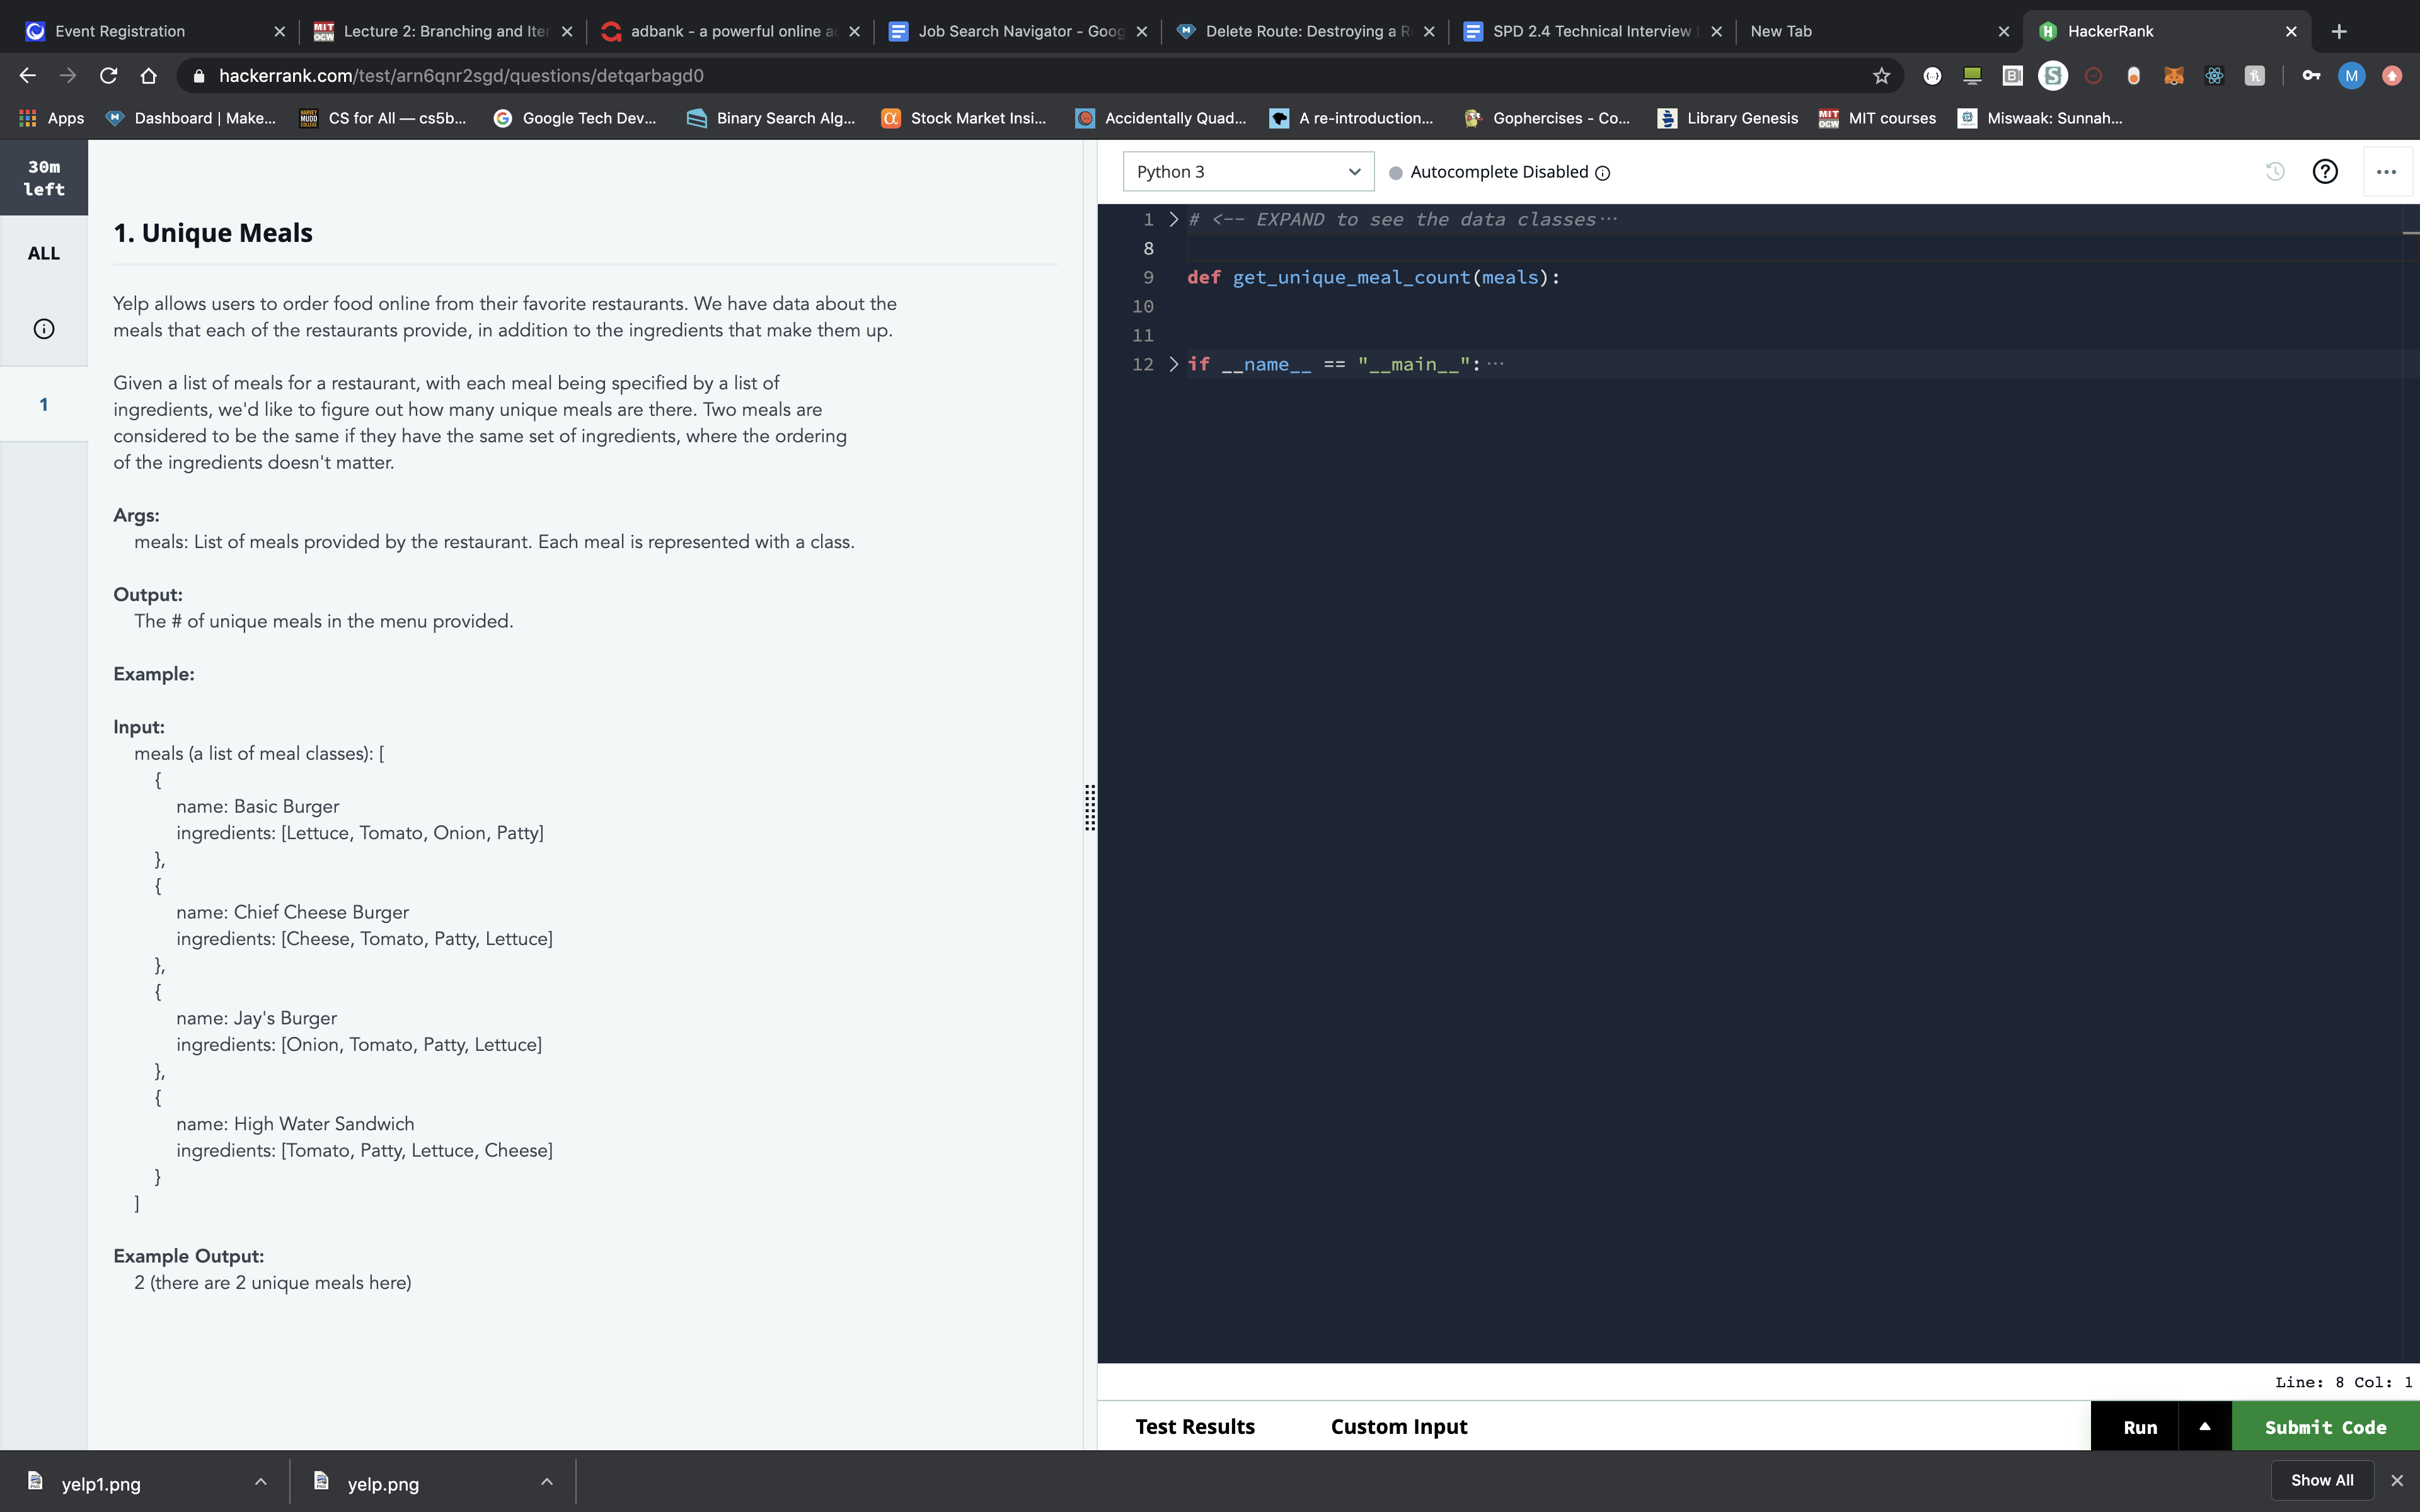 Event Registration
Lecture 2: Branching and Iter
adbank - a powerful online a
Job Search Navigator - Goog
Delete Route: Destroying a R
SPD 2.4 Technical Interview
New Tab
HackerRank
hackerrank.com/test/arn6qnr2sgd/questions/detqarbagd0
M
Apps
Dashboard | Make...
CS for All — cs5b...
Google Tech Dev...
Binary Search Alg...
Stock Market Insi...
Accidentally Quad...
A re-introduction...
Gophercises - Co...
Library Genesis
MIT courses
Miswaak: Sunnah...
30m
left
ALL
1
1. Unique Meals
Yelp allows users to order food online from their favorite restaurants. We have data about the
meals that each of the restaurants provide, in addition to the ingredients that make them up.
Given a list of meals for a restaurant, with each meal being specified by a list of
ingredients, we'd like to figure out how many unique meals are there. Two meals are
considered to be the same if they have the same set of ingredients, where the ordering
of the ingredients doesn't matter.
Args:
meals: List of meals provided by the restaurant. Each meal is represented with a class.
Output:
The # of unique meals in the menu provided.
Example:
Input:
meals (a list of meal classes): [
{
name: Basic Burger
ingredients: [Lettuce, Tomato, Onion, Patty]
},
{
name: Chief Cheese Burger
ingredients: [Cheese, Tomato, Patty, Lettuce]
},
{
name: Jay's Burger
ingredients: [Onion, Tomato, Patty, Lettuce]
},
{
name: High Water Sandwich
ingredients: [Tomato, Patty, Lettuce, Cheese]
}
]
Example Output:
2 (there are 2 unique meals here)
Python 3
Autocomplete Disabled
1 # <-- EXPAND to see the data classes...
8
9 def get_unique_meal_count(meals):
10
11
12 if __name__ == "__main__":...
Line: 8 Col: 1
Test Results
Custom Input
Run
Submit Code
yelp1.png
yelp.png
Show All